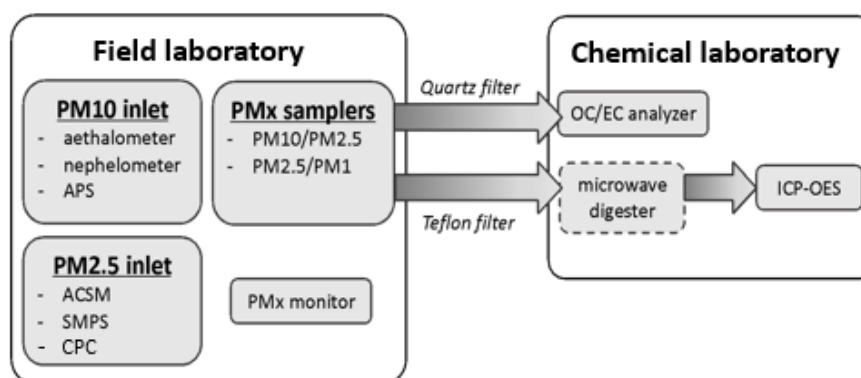 Field laboratory
PM10 inlet
- aethalometer
- nephelometer
- APS
PMx samplers
- PM10/PM2.5
- PM2.5/PM1
PM2.5 inlet
- ACSM
- SMPS
- CPC
PMx monitor
Quartz filter
Teflon filter
Chemical laboratory
OC/EC analyzer
microwave
digester
ICP-OES